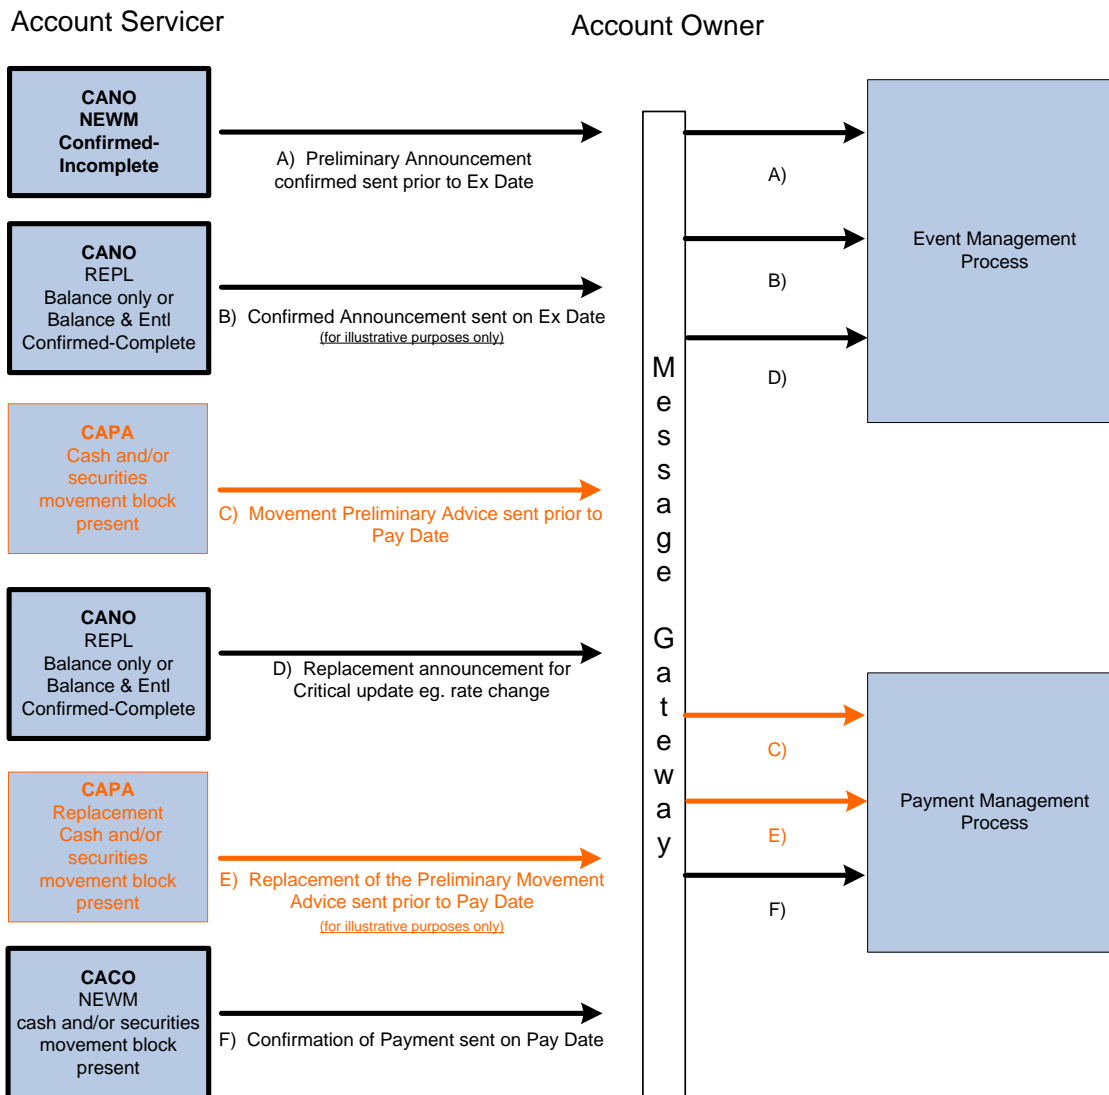 Account Servicer
Account Owner
CANO
NEWM
Confirmed-
Incomplete
A) Preliminary Announcement
confirmed sent prior to Ex Date
CANO
REPL
Balance only or
Balance & Entl
Confirmed-Complete
B) Confirmed Announcement sent on Ex Date
(for illustrative purposes only)
CAPA
Cash and/or
securities
movement block
present
C) Movement Preliminary Advice sent prior to
Pay Date
CANO
REPL
Balance only or
Balance & Entl
Confirmed-Complete
D) Replacement announcement for
Critical update eg. rate change
CAPA
Replacement
Cash and/or
securities
movement block
present
E) Replacement of the Preliminary Movement
Advice sent prior to Pay Date
(for illustrative purposes only)
CACO
NEWM
cash and/or securities
movement block
present
F) Confirmation of Payment sent on Pay Date
Message Gateway
A)
B)
D)
Event Management
Process
C)
E)
F)
Payment Management
Process